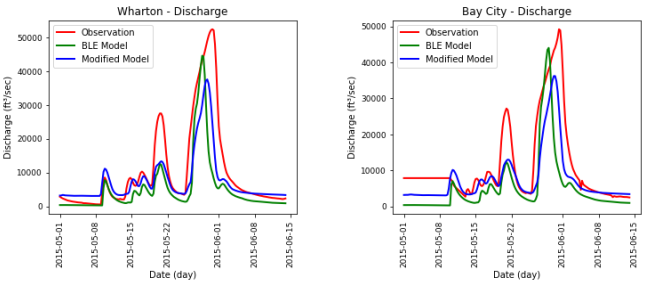 Wharton - Discharge
Discharge (ft³/sec)
50000
40000
30000
20000
10000
0
Observation
BLE Model
Modified Model
2015-05-01
2015-05-08
2015-05-15
2015-05-22
2015-06-01
2015-06-08
2015-06-15
Date (day)
Bay City - Discharge
Discharge (ft³/sec)
50000
40000
30000
20000
10000
0
Observation
BLE Model
Modified Model
2015-05-01
2015-05-08
2015-05-15
2015-05-22
2015-06-01
2015-06-08
2015-06-15
Date (day)